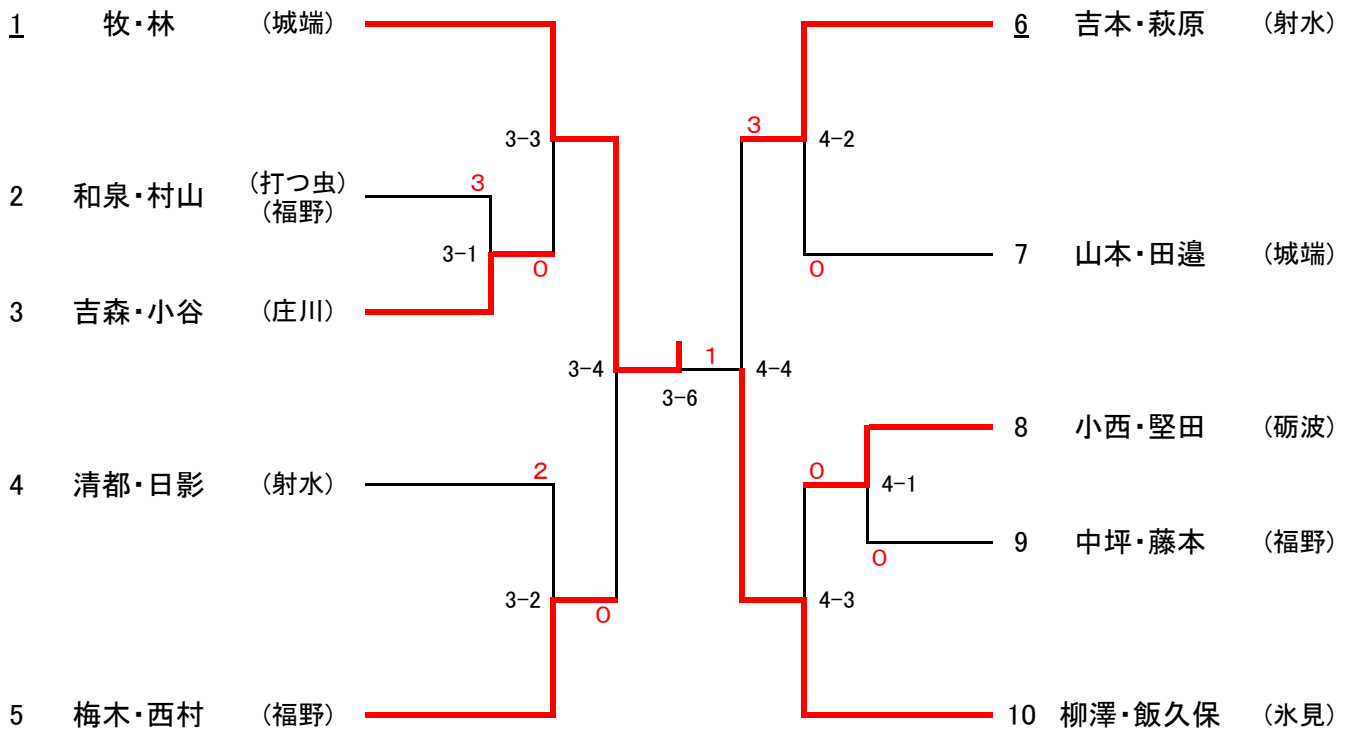 1 牧・林 (城端)
3-3
2 和泉・村山 (打つ虫)
(福野)
3
3-1
0
3 吉森・小谷 (庄川)
3-4
4 清都・日影 (射水)
2
3-2
0
5 梅木・西村 (福野)
1
3-6
6 吉本・萩原 (射水)
3
4-2
0
7 山本・田邉 (城端)
4-4
8 小西・堅田 (砺波)
0
4-1
0
9 中坪・藤本 (福野)
4-3
10 柳澤・飯久保 (氷見)